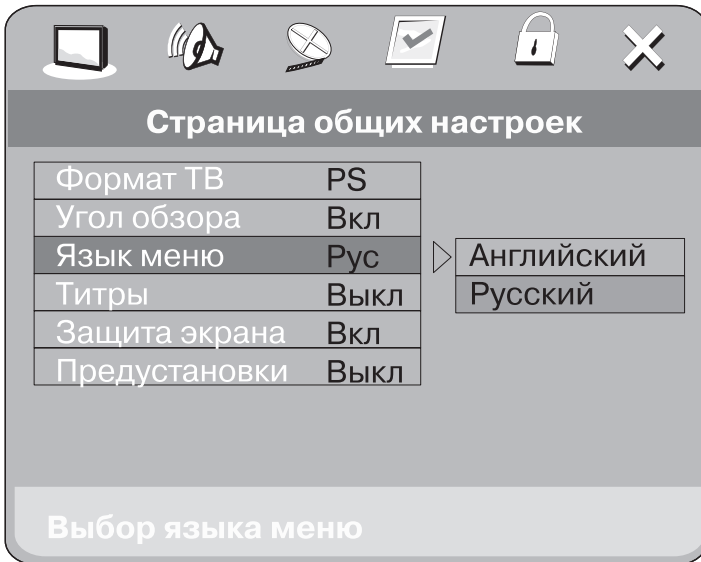 Страница общих настроек
Формат ТВ PS
Угол обзора Вкл
Язык меню Рус Английский
Титры Выкл Русский
Защита экрана Вкл
Предустановки Выкл
Выбор языка меню